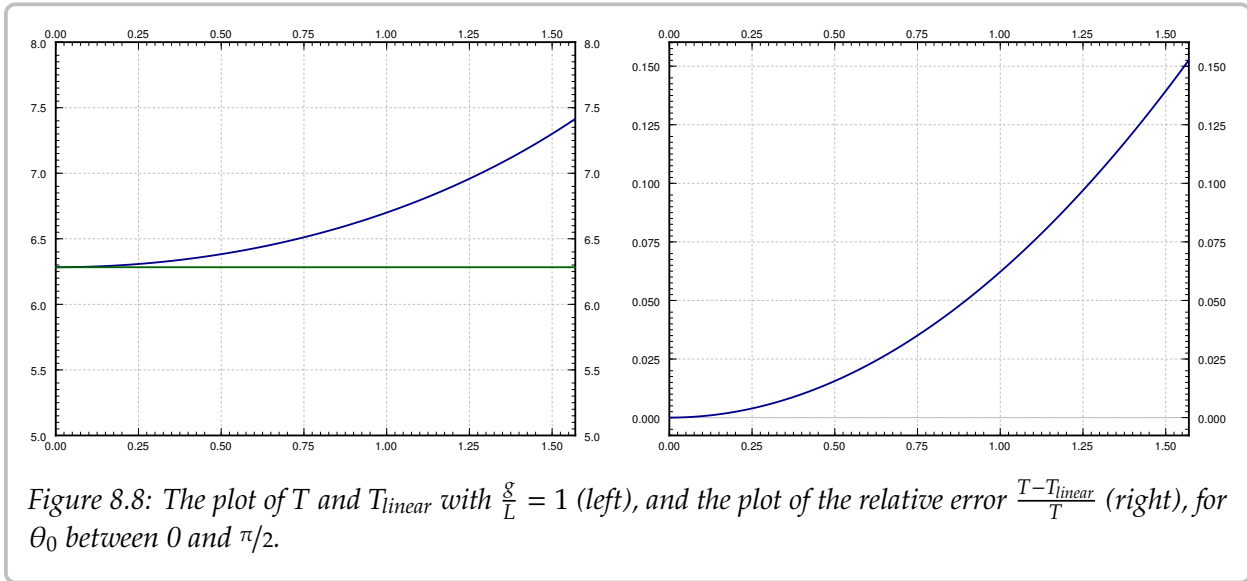 0.00 0.25 0.50 0.75 1.00 1.25 1.50
8.0 8.0
7.5 7.5
7.0 7.0
6.5 6.5
6.0 6.0
5.5 5.5
5.0 5.0
0.00 0.25 0.50 0.75 1.00 1.25 1.50
0.00 0.25 0.50 0.75 1.00 1.25 1.50
0.150 0.150
0.125 0.125
0.100 0.100
0.075 0.075
0.050 0.050
0.025 0.025
0.000 0.000
0.00 0.25 0.50 0.75 1.00 1.25 1.50
Figure 8.8: The plot of T and T_linear with g/L = 1 (left), and the plot of the relative error (T−T_linear)/T (right), for
θ₀ between 0 and π/2.